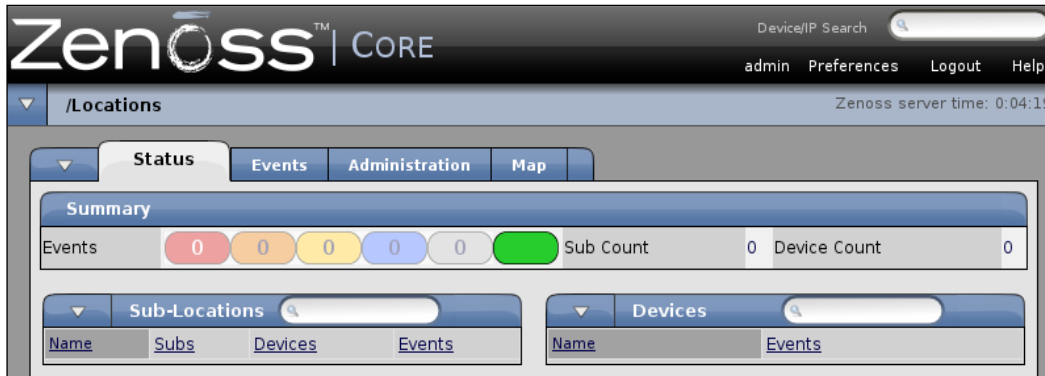 Zenoss™ | CORE
Device/IP Search
admin Preferences Logout Help
/Locations
Zenoss server time: 0:04:1
Status Events Administration Map
Summary
Events 0 0 0 0 0 Sub Count 0 Device Count 0
Sub-Locations
Name Subs Devices Events
Devices
Name Events